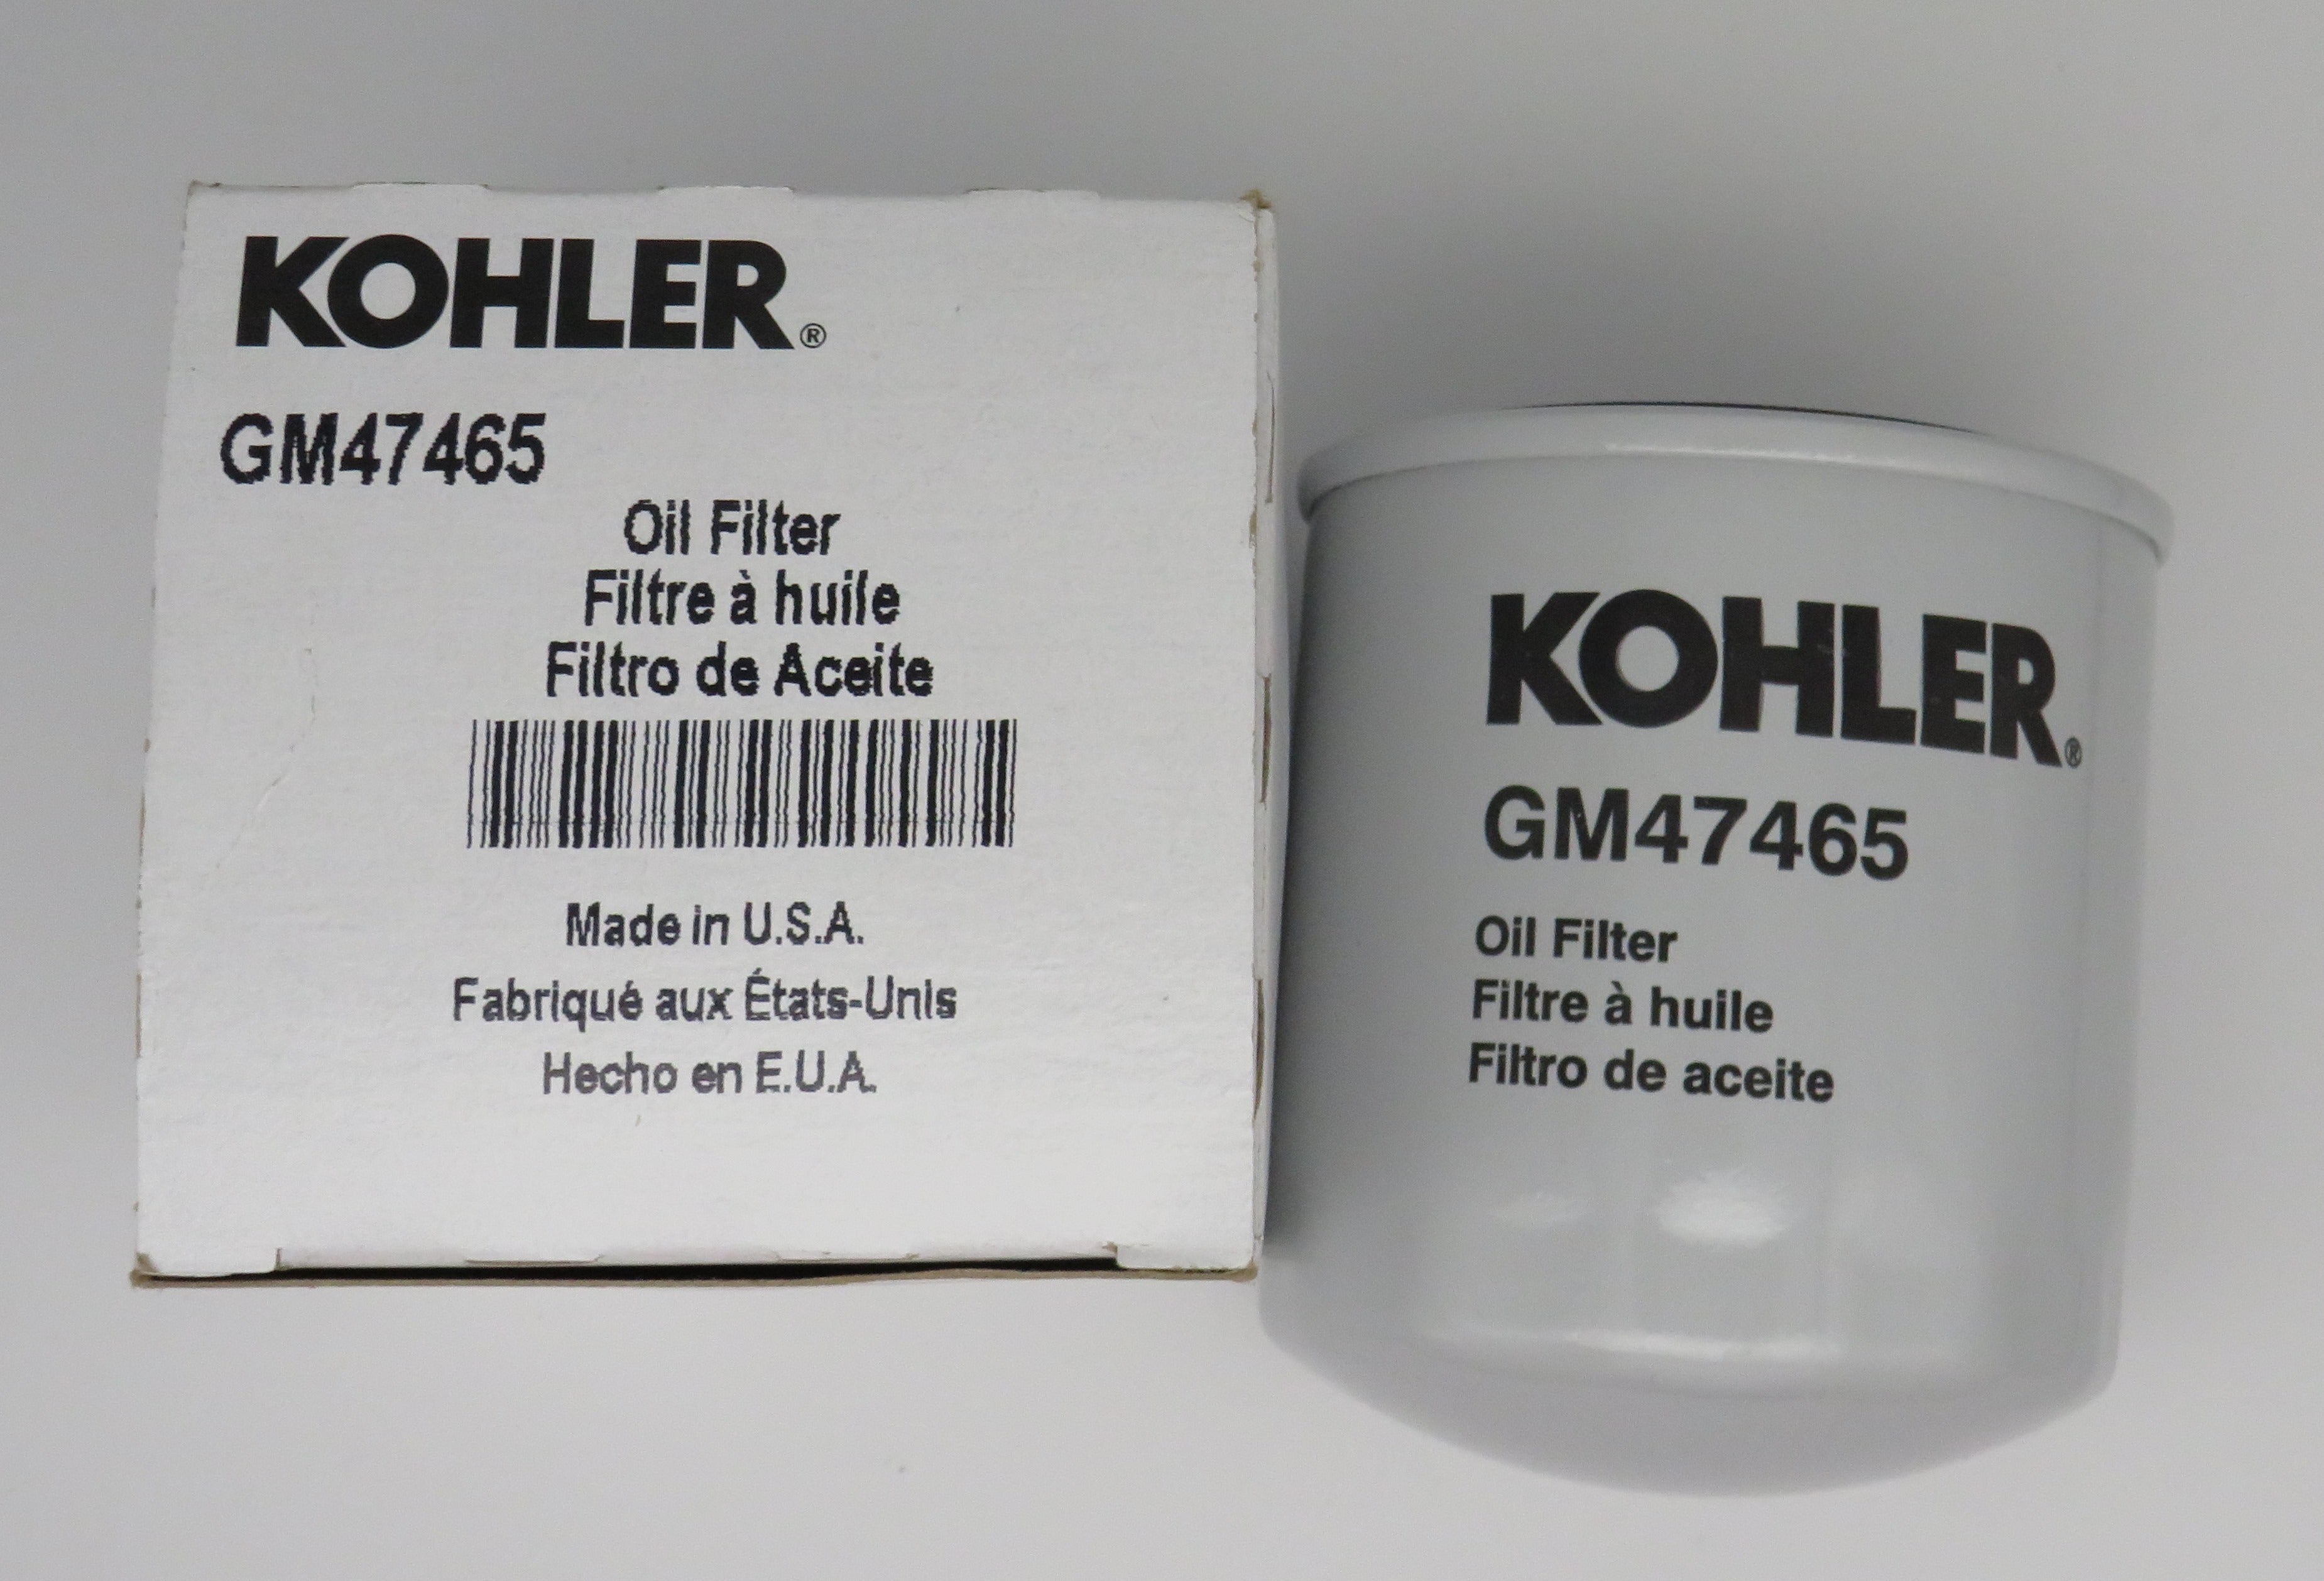 KOHLER®
GM47465
Oil Filter
Filtre à huile
Filtro de Aceite
Made in U.S.A.
Fabriqué aux États-Unis
Hecho en E.U.A.
KOHLER®
GM47465
Oil Filter
Filtre à huile
Filtro de aceite